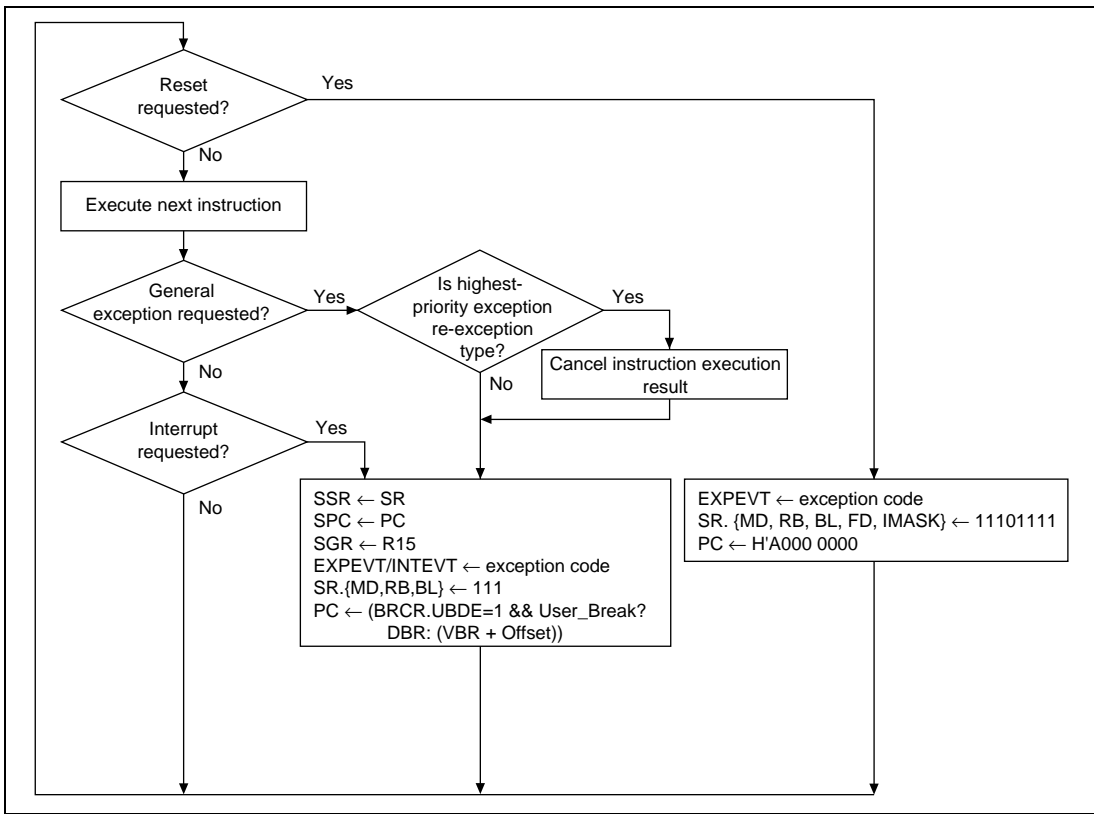 Reset
requested?
Yes
No
Execute next instruction
General
exception requested?
Yes
Is highest-
priority exception
re-exception
type?
Yes
No
Cancel instruction execution
result
No
Interrupt
requested?
Yes
No
SSR ← SR
SPC ← PC
SGR ← R15
EXPEVT/INTEVT ← exception code
SR.{MD,RB,BL} ← 111
PC ← (BRCR.UBDE=1 && User_Break?
DBR: (VBR + Offset))
EXPEVT ← exception code
SR. {MD, RB, BL, FD, IMASK} ← 11101111
PC ← H'A000 0000